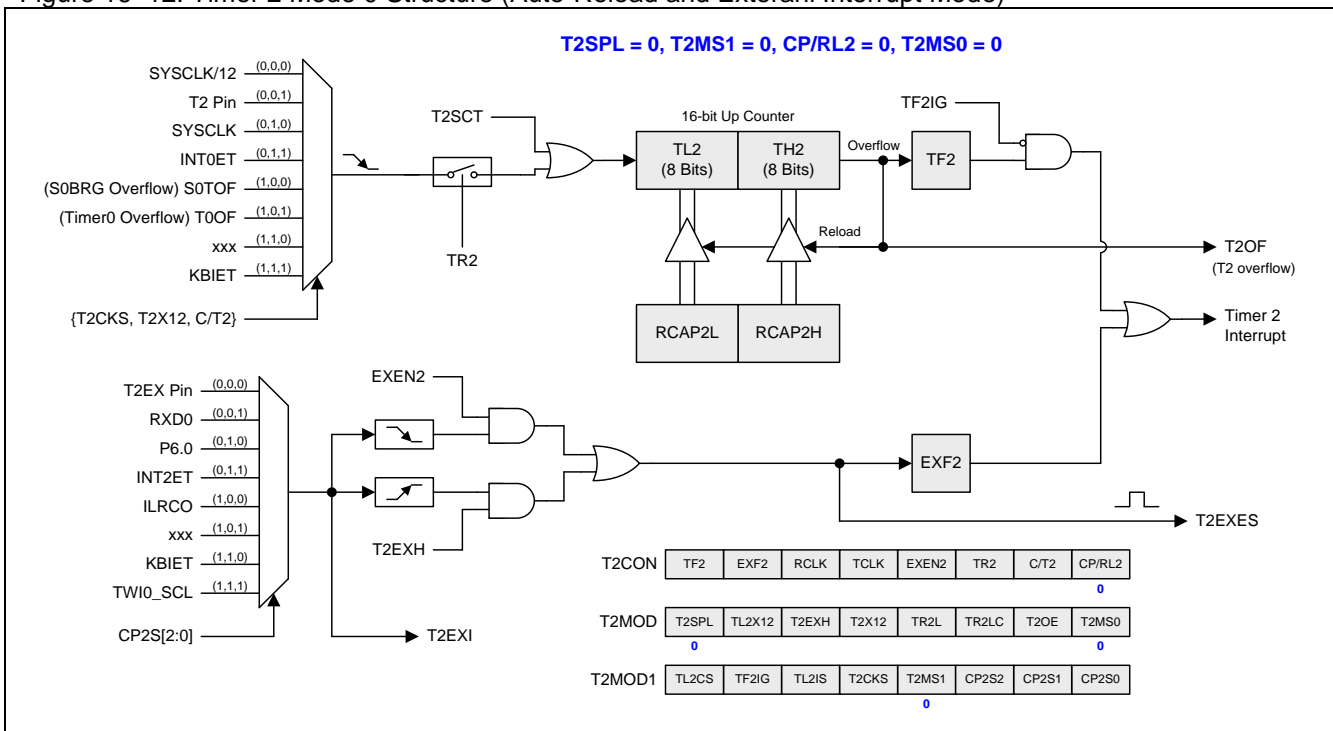 Figure 16-12. Timer 2 Mode 0 Structure (Auto-Reload and Exteranl Interrupt Mode)
T2SPL = 0, T2MS1 = 0, CP/RL2 = 0, T2MS0 = 0
SYSCLK/12 (0,0,0)
T2 Pin (0,0,1)
SYSCLK (0,1,0)
INT0ET (0,1,1)
(S0BRG Overflow) S0TOF (1,0,0)
(Timer0 Overflow) T0OF (1,0,1)
xxx (1,1,0)
KBIET (1,1,1)
{T2CKS, T2X12, C/T2}
TR2
T2SCT
16-bit Up Counter
TL2
(8 Bits)
TH2
(8 Bits)
Overflow
TF2
TF2IG
Reload
RCAP2L
RCAP2H
T2OF
(T2 overflow)
Timer 2
Interrupt
T2EX Pin (0,0,0)
RXD0 (0,0,1)
P6.0 (0,1,0)
INT2ET (0,1,1)
ILRCO (1,0,0)
xxx (1,0,1)
KBIET (1,1,0)
TWI0_SCL (1,1,1)
CP2S[2:0]
EXEN2
T2EXH
T2EXI
EXF2
T2EXES
T2CON TF2 EXF2 RCLK TCLK EXEN2 TR2 C/T2 CP/RL2
0
T2MOD T2SPL TL2X12 T2EXH T2X12 TR2L TR2LC T2OE T2MS0
0 0
T2MOD1 TL2CS TF2IG TL2IS T2CKS T2MS1 CP2S2 CP2S1 CP2S0
0